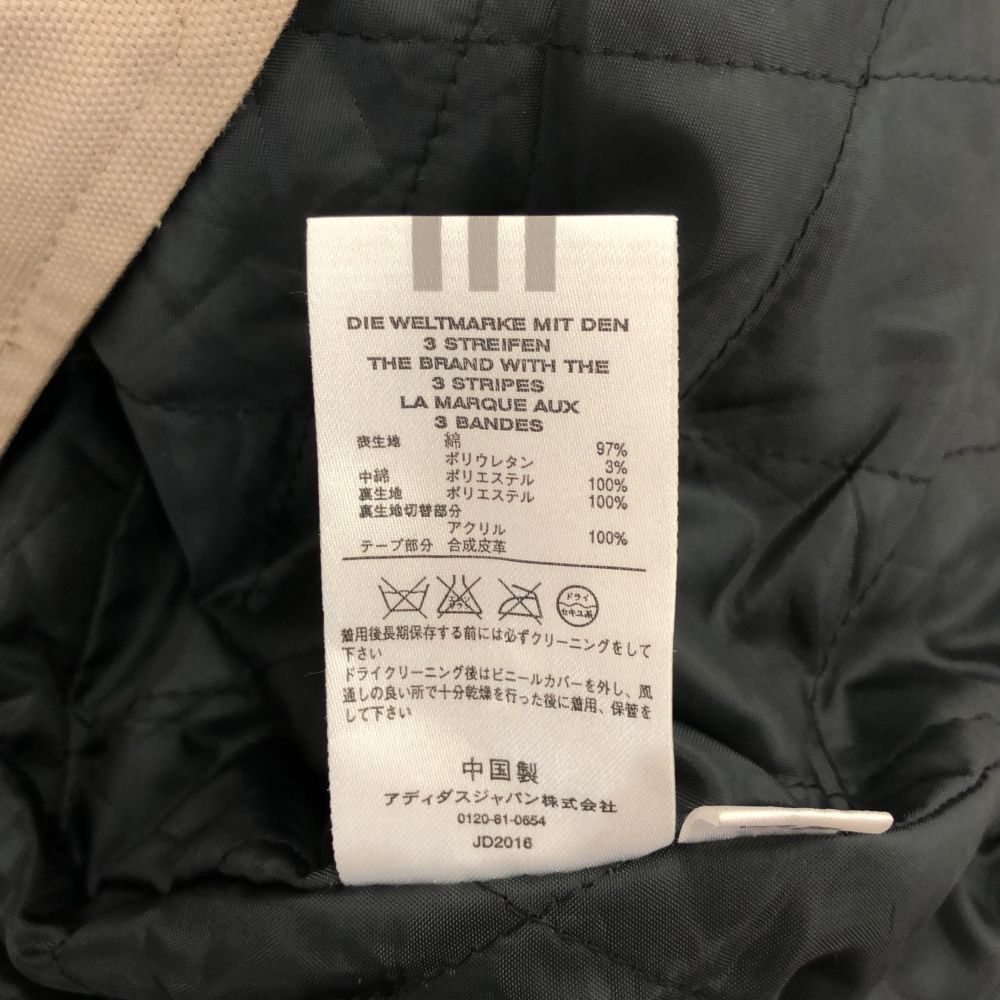 DIE WELTMARKE MIT DEN
3 STREIFEN
THE BRAND WITH THE
3 STRIPES
LA MARQUE AUX
3 BANDES
表生地 綿 97%
ポリウレタン 3%
中綿 ポリエステル 100%
裏生地 ポリエステル 100%
裏生地切替部分
アクリル 100%
テープ部分 合成皮革
エンソ
ドライ
セキユ系
着用後長期保存する前には必ずクリーニングをして
下さい
ドライクリーニング後はビニールカバーを外し、風
通しの良い所で十分乾燥を行った後に着用、保管を
して下さい
中国製
アディダスジャパン株式会社
0120-81-0654
JD2016